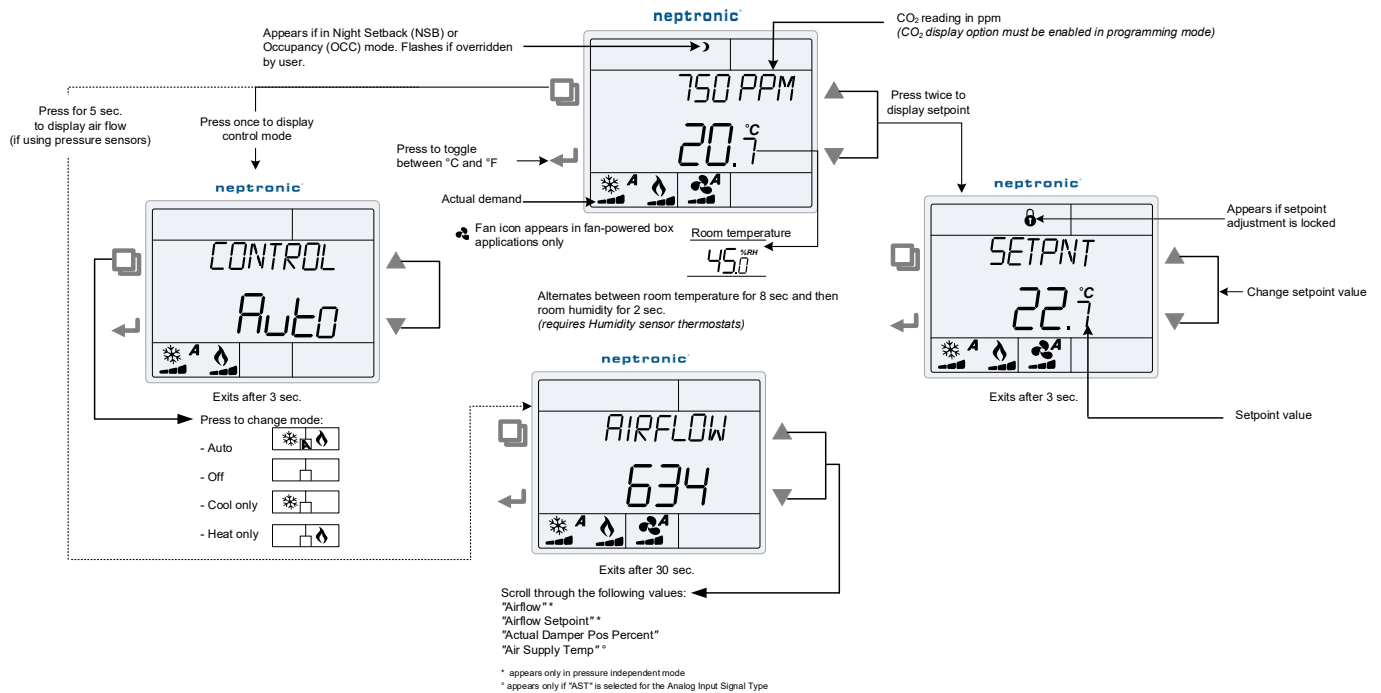 neptronic
CO₂ reading in ppm
(CO₂ display option must be enabled in programming mode)
Appears if in Night Setback (NSB) or
Occupancy (OCC) mode. Flashes if overridden
by user.
750 PPM
20.7 °C
A
A
Press for 5 sec.
to display air flow
(if using pressure sensors)
Press once to display
control mode
Press to toggle
between °C and °F
Actual demand
Fan icon appears in fan-powered box
applications only
Room temperature
45.0 %RH
Alternates between room temperature for 8 sec and then
room humidity for 2 sec.
(requires Humidity sensor thermostats)
Press twice to
display setpoint
neptronic
CONTROL
Auto
A
Exits after 3 sec.
Press to change mode:
- Auto
A
- Off
- Cool only
- Heat only
neptronic
SETPNT
22.7 °C
A
A
Exits after 3 sec.
Appears if setpoint
adjustment is locked
Change setpoint value
Setpoint value
neptronic
AIRFLOW
634
A
A
Exits after 30 sec.
Scroll through the following values:
"Airflow" *
"Airflow Setpoint" *
"Actual Damper Pos Percent"
"Air Supply Temp" °
* appears only in pressure independent mode
° appears only if "AST" is selected for the Analog Input Signal Type